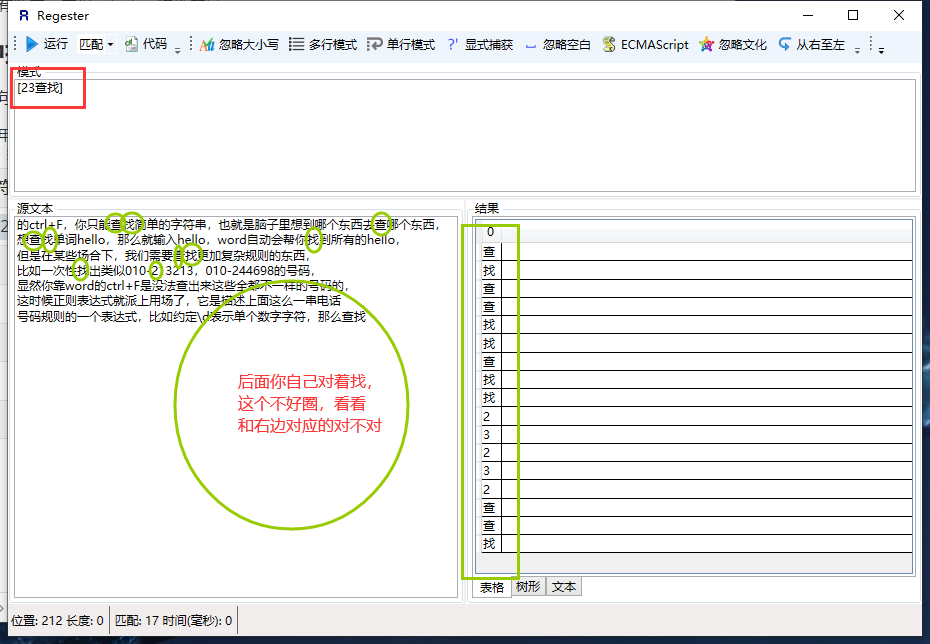 Regester
运行 匹配 代码 忽略大小写 多行模式 单行模式 显式捕获 忽略空白 ECMAScript 忽略文化 从右至左
模式
[23查找]
源文本
的ctrl+F，你只能查找简单的字符串，也就是脑子里想到哪个东西去查哪个东西，
想查找单词hello，那么就输入hello，word自动会帮你找到所有的hello，
但是在某些场合下，我们需要查找更加复杂规则的东西，
比如一次性找出类似010-23213，010-244698的号码，
显然你靠word的ctrl+F是没法查出来这些全都不一样的号码的，
这时候正则表达式就派上用场了，它是描述上面这么一串电话
号码规则的一个表达式，比如约定\d表示单个数字字符，那么查找
后面你自己对着找，
这个不好圈，看看
和右边对应的对不对
结果
0
查
找
查
查
找
找
查
找
找
2
3
2
3
2
查
查
找
表格 树形 文本
位置: 212 长度: 0 匹配: 17 时间(毫秒): 0